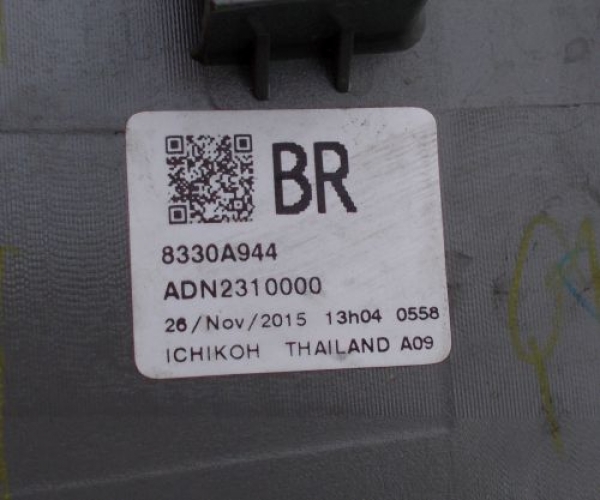 BR
8330A944
ADN2310000
26/Nov/2015 13h04 0558
ICHIKOH THAILAND A09